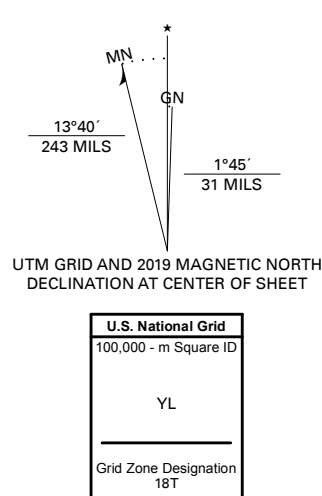 ★
MN
GN
13°40´
243 MILS
1°45´
31 MILS
UTM GRID AND 2019 MAGNETIC NORTH
DECLINATION AT CENTER OF SHEET
U.S. National Grid
100,000 - m Square ID
YL
Grid Zone Designation
18T